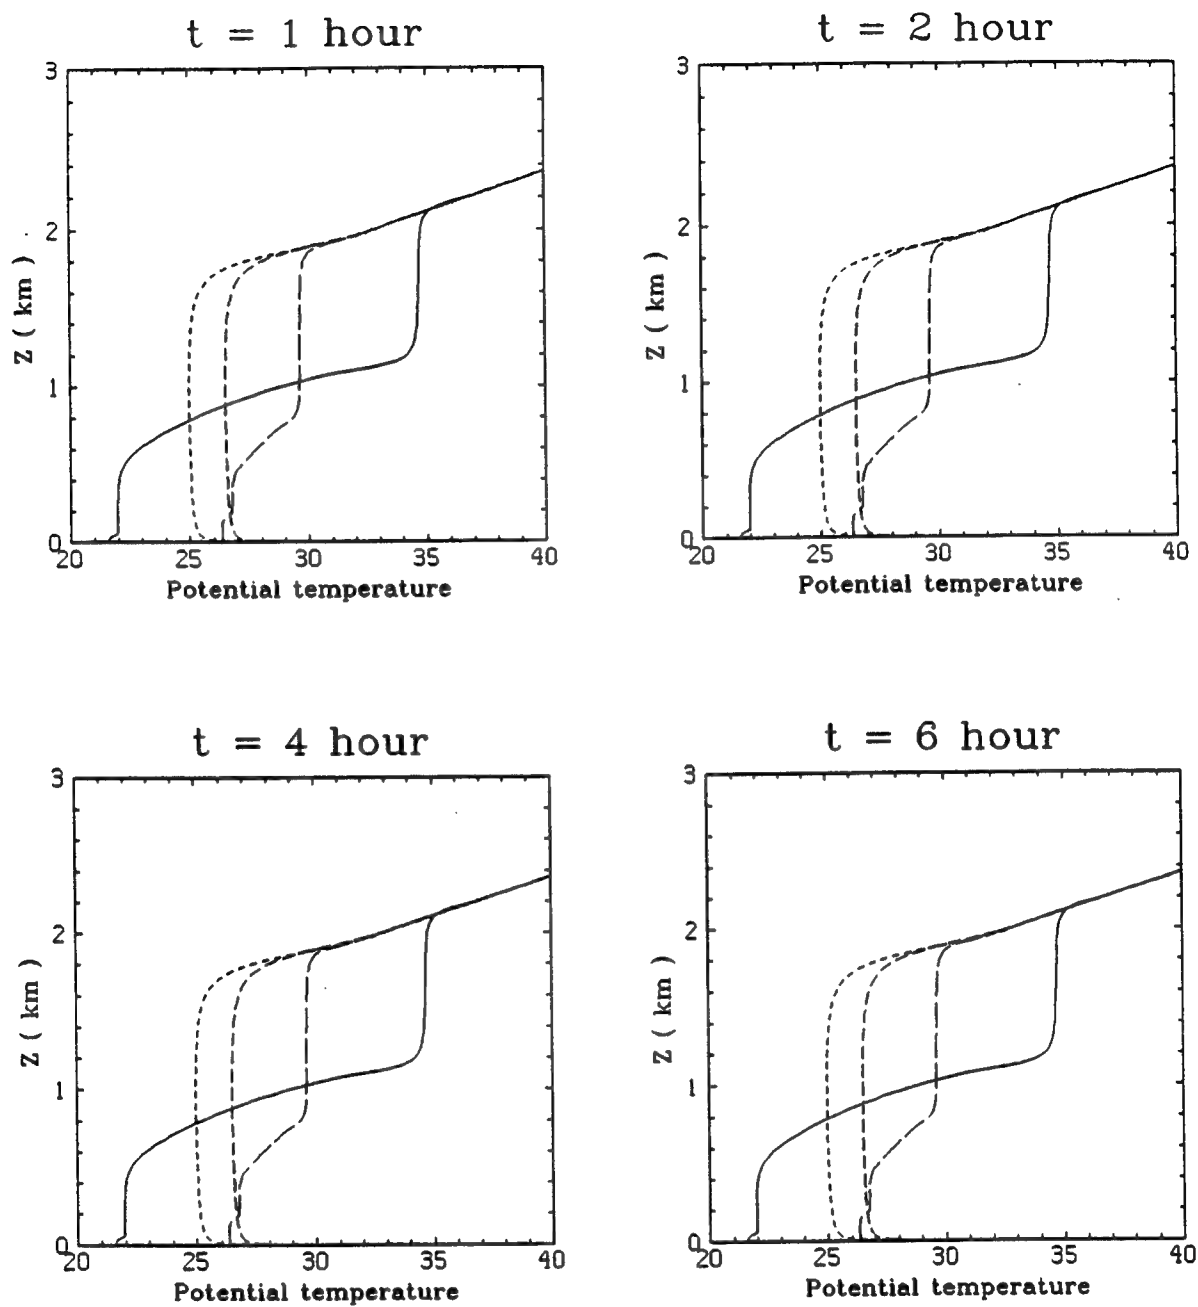 t = 1 hour
t = 2 hour
3
2
1
0
Z ( km )
20 25 30 35 40
Potential temperature
3
2
1
0
Z ( km )
20 25 30 35 40
Potential temperature
t = 4 hour
t = 6 hour
3
2
1
0
Z ( km )
20 25 30 35 40
Potential temperature
3
2
1
0
Z ( km )
20 25 30 35 40
Potential temperature